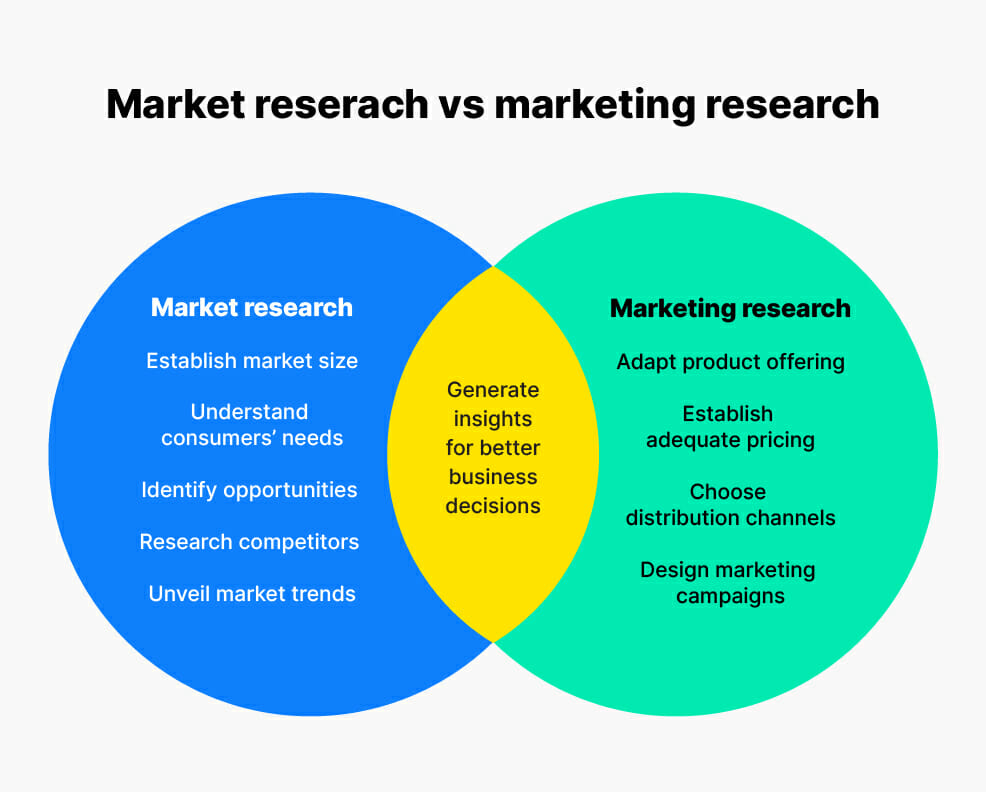 Market reserach vs marketing research
Market research
Establish market size
Understand
consumers’ needs
Identify opportunities
Research competitors
Unveil market trends
Generate
insights
for better
business
decisions
Marketing research
Adapt product offering
Establish
adequate pricing
Choose
distribution channels
Design marketing
campaigns